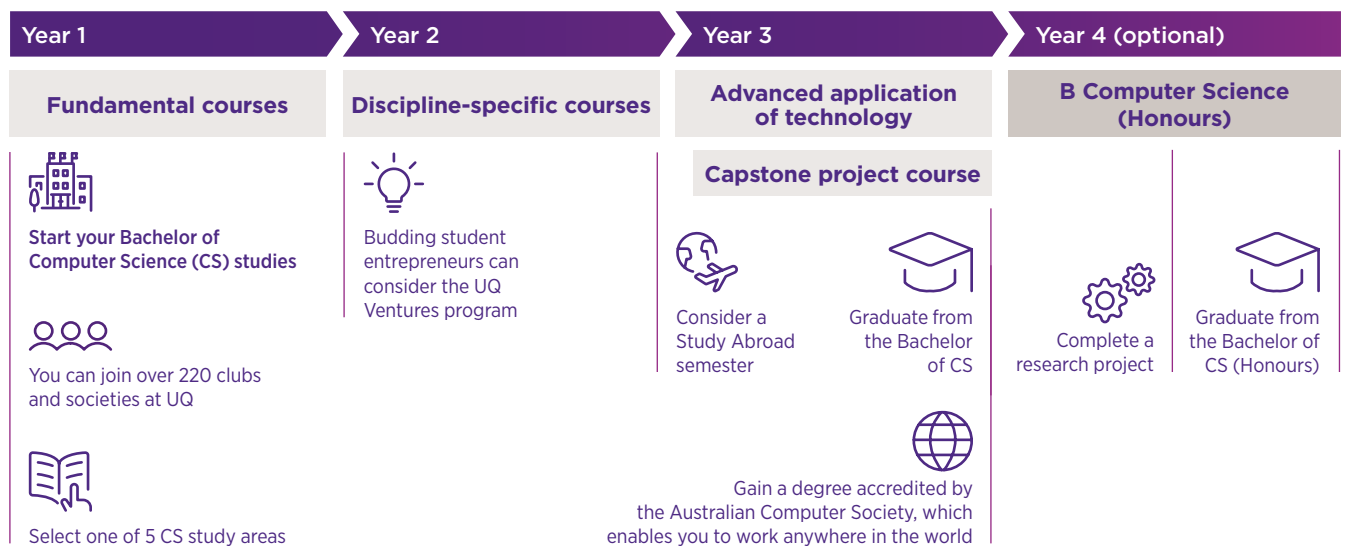 Year 1
Year 2
Year 3
Year 4 (optional)
Fundamental courses
Discipline-specific courses
Advanced application
of technology
B Computer Science
(Honours)
Capstone project course
Start your Bachelor of
Computer Science (CS) studies
You can join over 220 clubs
and societies at UQ
Select one of 5 CS study areas
Budding student
entrepreneurs can
consider the UQ
Ventures program
Consider a
Study Abroad
semester
Graduate from
the Bachelor
of CS
Gain a degree accredited by
the Australian Computer Society, which
enables you to work anywhere in the world
Complete a
research project
Graduate from
the Bachelor of
CS (Honours)